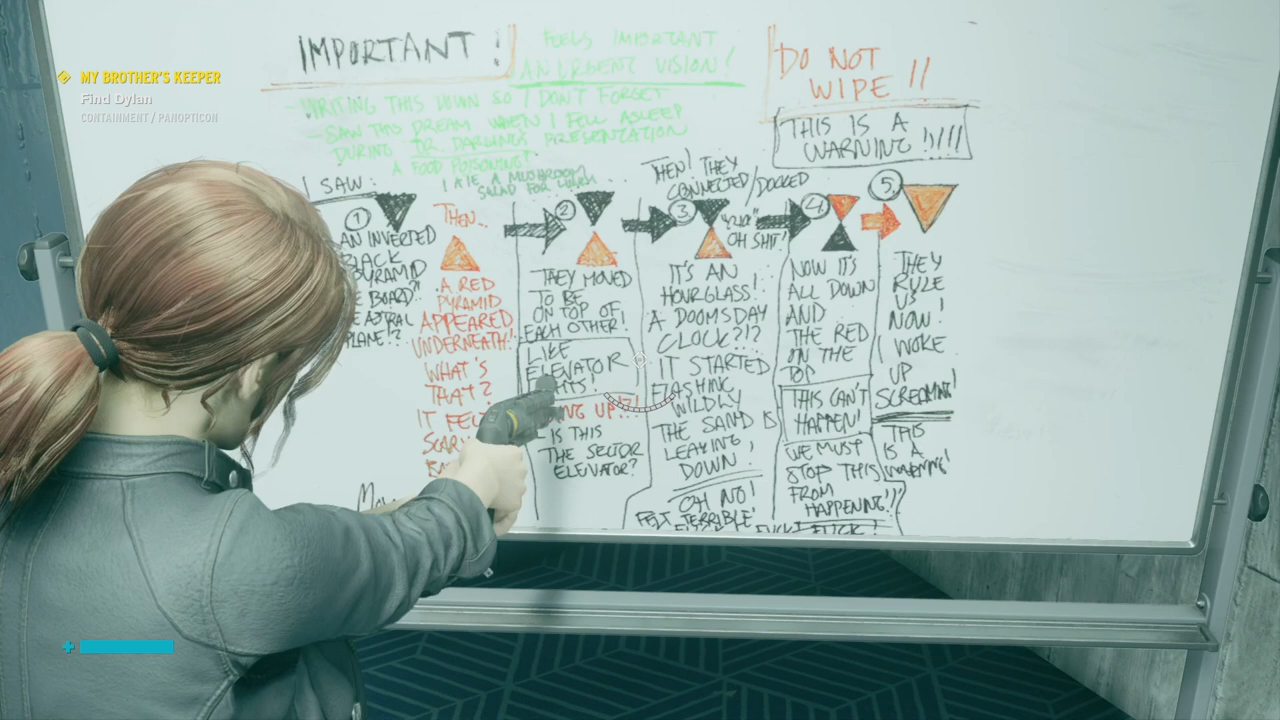 MY BROTHER'S KEEPER
Find Dylan
CONTAINMENT / PANOPTICON
IMPORTANT !
FEELS IMPORTANT
AN URGENT VISION!
DO NOT
WIPE !!
- WRITING THIS DOWN SO I DON'T FORGET
- SAW THIS DREAM WHEN I FELL ASLEEP
DURING DR DARLING'S PRESENTATION
A FOOD POISONING?
I ATE A MUSHROOM
SALAD FOR LUNCH
THIS IS A
WARNING !!/!!!
I SAW:
1
AN INVERTED
BLACK
PYRAMID
BOARD?!
ASTRAL
PLANE!?
THEN..
A RED
PYRAMID
APPEARED
UNDERNEATH!
WHAT'S
THAT?
IT
2
THEY MOVED
TO BE
ON TOP OF
EACH OTHER!
LIKE
ELEVATOR
UP!?!
IS THIS
THE SECTOR
ELEVATOR?
THEN! THEY
CONNECTED/DOCKED
3
"CLICK"
OH SHIT!
IT'S AN
HOURGLASS!
A DOOMSDAY
CLOCK?!?
IT STARTED
FLASHING
WILDLY
THE SAND IS
LEAKING,
DOWN!
OH NO!
FELT TERRIBLE!
4
NOW IT'S
ALL DOWN
AND
THE RED
ON THE
TOP
THIS CAN'T
HAPPEN!
WE MUST
STOP THIS
FROM
HAPPENING!!
5.
THEY
RULE
US
NOW!
I WOKE
UP
SCREAMING!
THIS
IS A
WARNING!